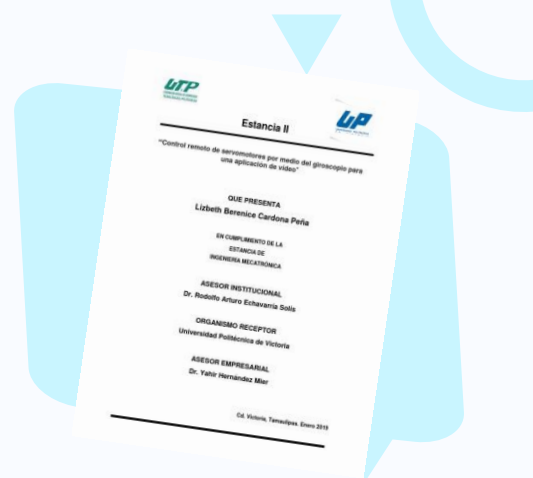 UTP
UP
Estancia II
"Control remoto de servomotores por medio del giroscopio para
una aplicación de video"
QUE PRESENTA
Lizbeth Berenice Cardona Peña
EN CUMPLIMIENTO DE LA
ESTANCIA DE
INGENIERÍA MECATRÓNICA
ASESOR INSTITUCIONAL
Dr. Rodolfo Arturo Echavarría Solís
ORGANISMO RECEPTOR
Universidad Politécnica de Victoria
ASESOR EMPRESARIAL
Dr. Yahir Hernández Mier
Cd. Victoria, Tamaulipas. Enero